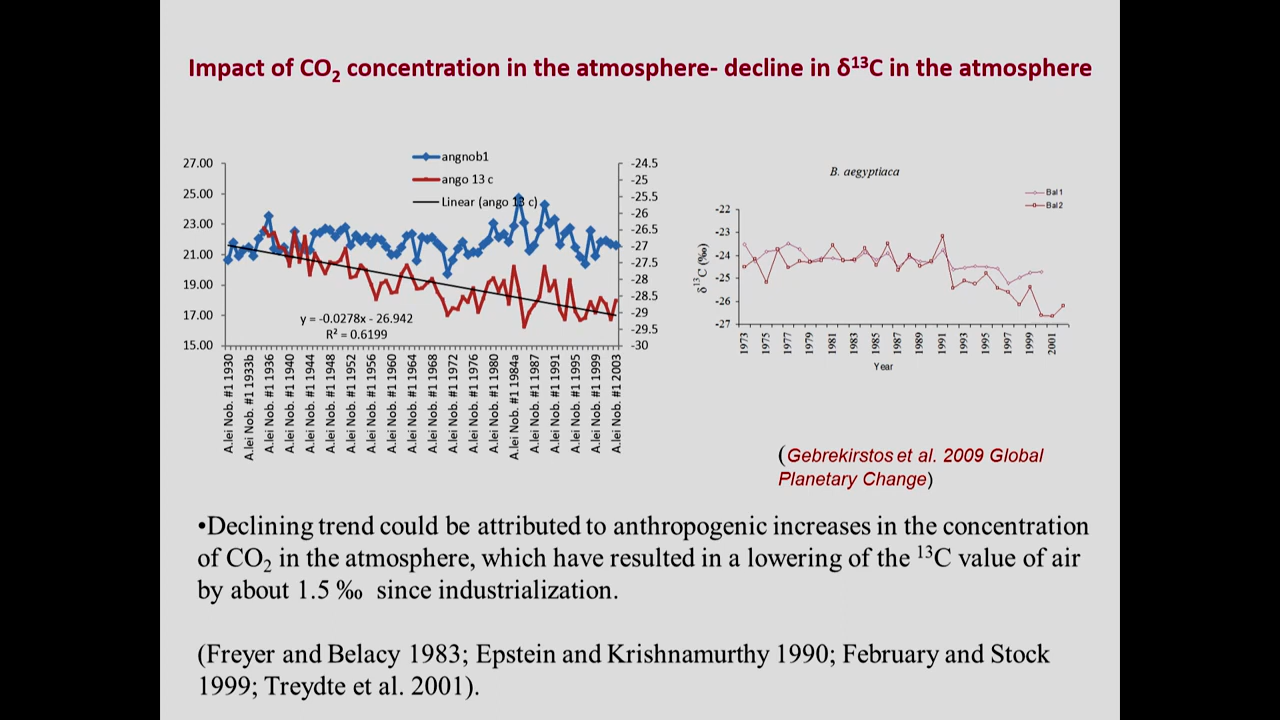 Impact of CO₂ concentration in the atmosphere- decline in δ¹³C in the atmosphere
angnob1
ango 13 c
Linear (ango 13 c)
27.00
25.00
23.00
21.00
19.00
17.00
15.00
-24.5
-25
-25.5
-26
-26.5
-27
-27.5
-28
-28.5
-29
-29.5
-30
y = -0.0278x - 26.942
R² = 0.6199
A.lei Nob. #1 1930
A.lei Nob. #1 1933b
A.lei Nob. #1 1936
A.lei Nob. #1 1940
A.lei Nob. #1 1944
A.lei Nob. #1 1948
A.lei Nob. #1 1952
A.lei Nob. #1 1956
A.lei Nob. #1 1960
A.lei Nob. #1 1964
A.lei Nob. #1 1968
A.lei Nob. #1 1972
A.lei Nob. #1 1976
A.lei Nob. #1 1980
A.lei Nob. #1 1984a
A.lei Nob. #1 1987
A.lei Nob. #1 1991
A.lei Nob. #1 1995
A.lei Nob. #1 1999
A.lei Nob. #1 2003
B. aegyptiaca
Bal 1
Bal 2
δ¹³C (‰)
-22
-23
-24
-25
-26
-27
1973
1975
1977
1979
1981
1983
1985
1987
1989
1991
1993
1995
1997
1999
2001
Year
(Gebrekirstos et al. 2009 Global
Planetary Change)
•Declining trend could be attributed to anthropogenic increases in the concentration
of CO₂ in the atmosphere, which have resulted in a lowering of the ¹³C value of air
by about 1.5 ‰ since industrialization.
(Freyer and Belacy 1983; Epstein and Krishnamurthy 1990; February and Stock
1999; Treydte et al. 2001).